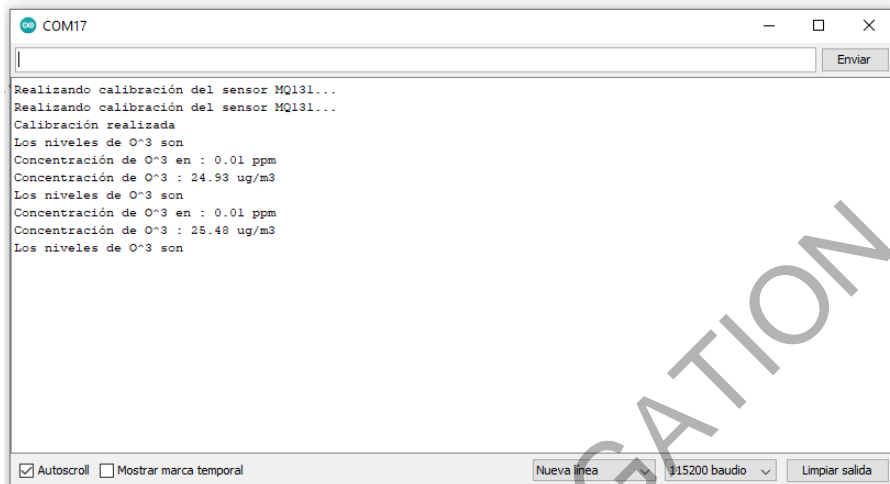 COM17
Enviar
Realizando calibración del sensor MQ131...
Realizando calibración del sensor MQ131...
Calibración realizada
Los niveles de O^3 son
Concentración de O^3 en : 0.01 ppm
Concentración de O^3 : 24.93 ug/m3
Los niveles de O^3 son
Concentración de O^3 en : 0.01 ppm
Concentración de O^3 : 25.48 ug/m3
Los niveles de O^3 son
GATION
Autoscroll Mostrar marca temporal Nueva línea 115200 baudio Limpiar salida